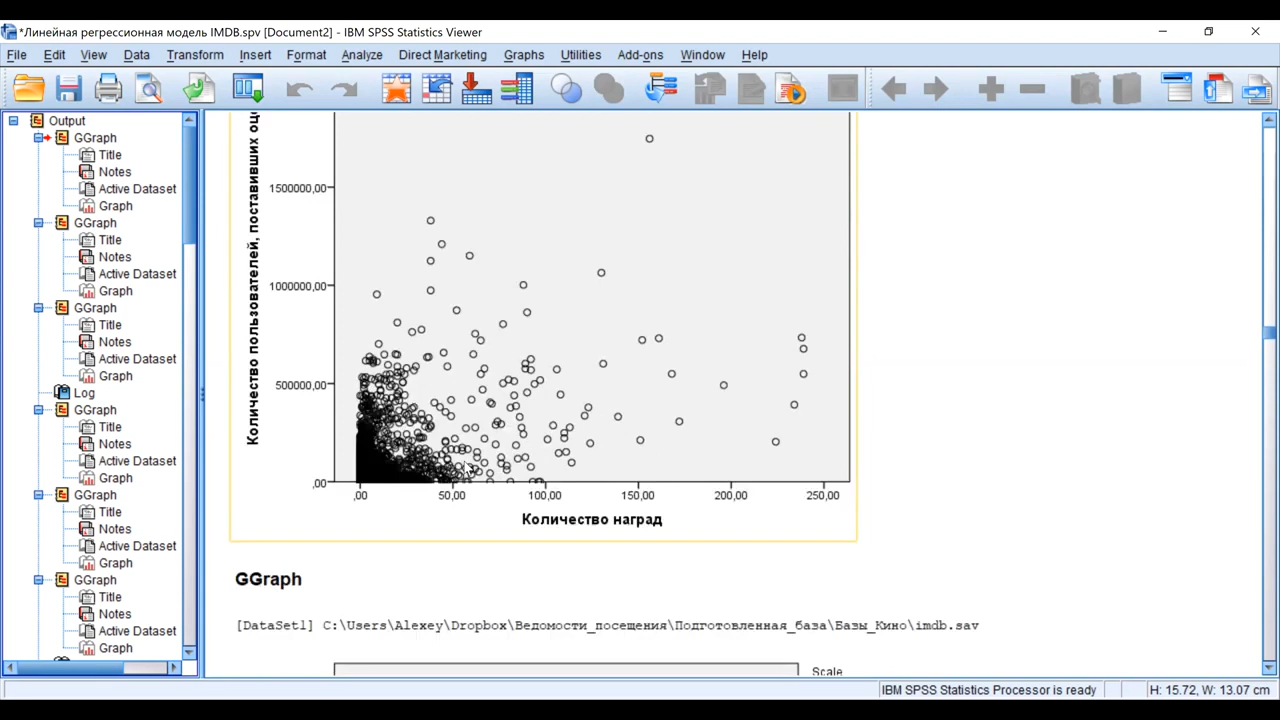 *Линейная регрессионная модель IMDB.spv [Document2] - IBM SPSS Statistics Viewer
File Edit View Data Transform Insert Format Analyze Direct Marketing Graphs Utilities Add-ons Window Help
Output
GGraph
Title
Notes
Active Dataset
Graph
GGraph
Title
Notes
Active Dataset
Graph
GGraph
Title
Notes
Active Dataset
Graph
Log
GGraph
Title
Notes
Active Dataset
Graph
GGraph
Title
Notes
Active Dataset
Graph
GGraph
Title
Notes
Active Dataset
Graph
Количество пользователей, поставивших
1500000,00
1000000,00
500000,00
,00
,00 50,00 100,00 150,00 200,00 250,00
Количество наград
GGraph
[DataSet1] C:\Users\Alexey\Dropbox\Ведомости_посещения\Подготовленная_база\Базы_Кино\imdb.sav
Scale
IBM SPSS Statistics Processor is ready H: 15.72, W: 13.07 cm